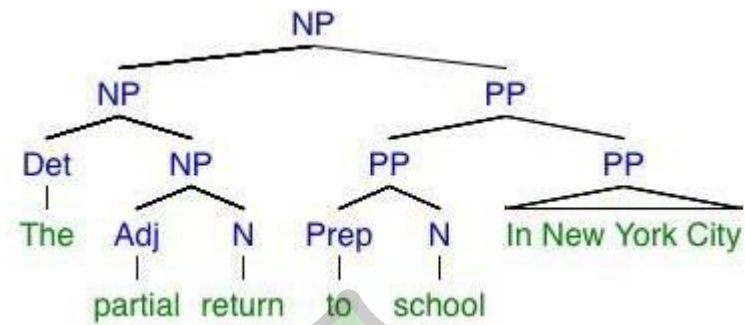 NP
NP PP
Det NP PP PP
The Adj N Prep N In New York City
partial return to school